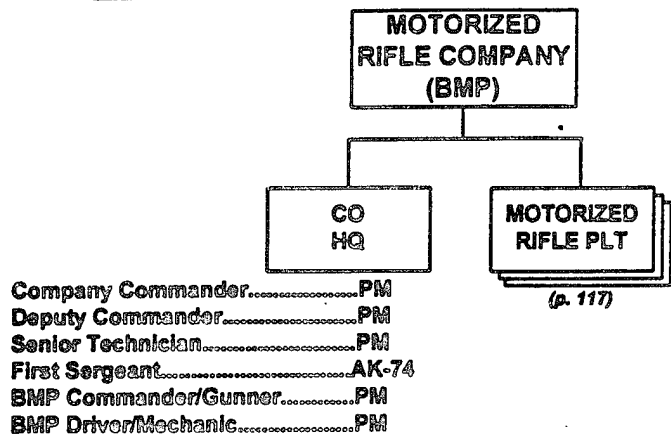 MOTORIZED
RIFLE COMPANY
(BMP)
CO
HQ
MOTORIZED
RIFLE PLT
(p. 117)
Company Commander....................PM
Deputy Commander....................PM
Senior Technician....................PM
First Sergeant....................AK-74
BMP Commander/Gunner....................PM
BMP Driver/Mechanic....................PM